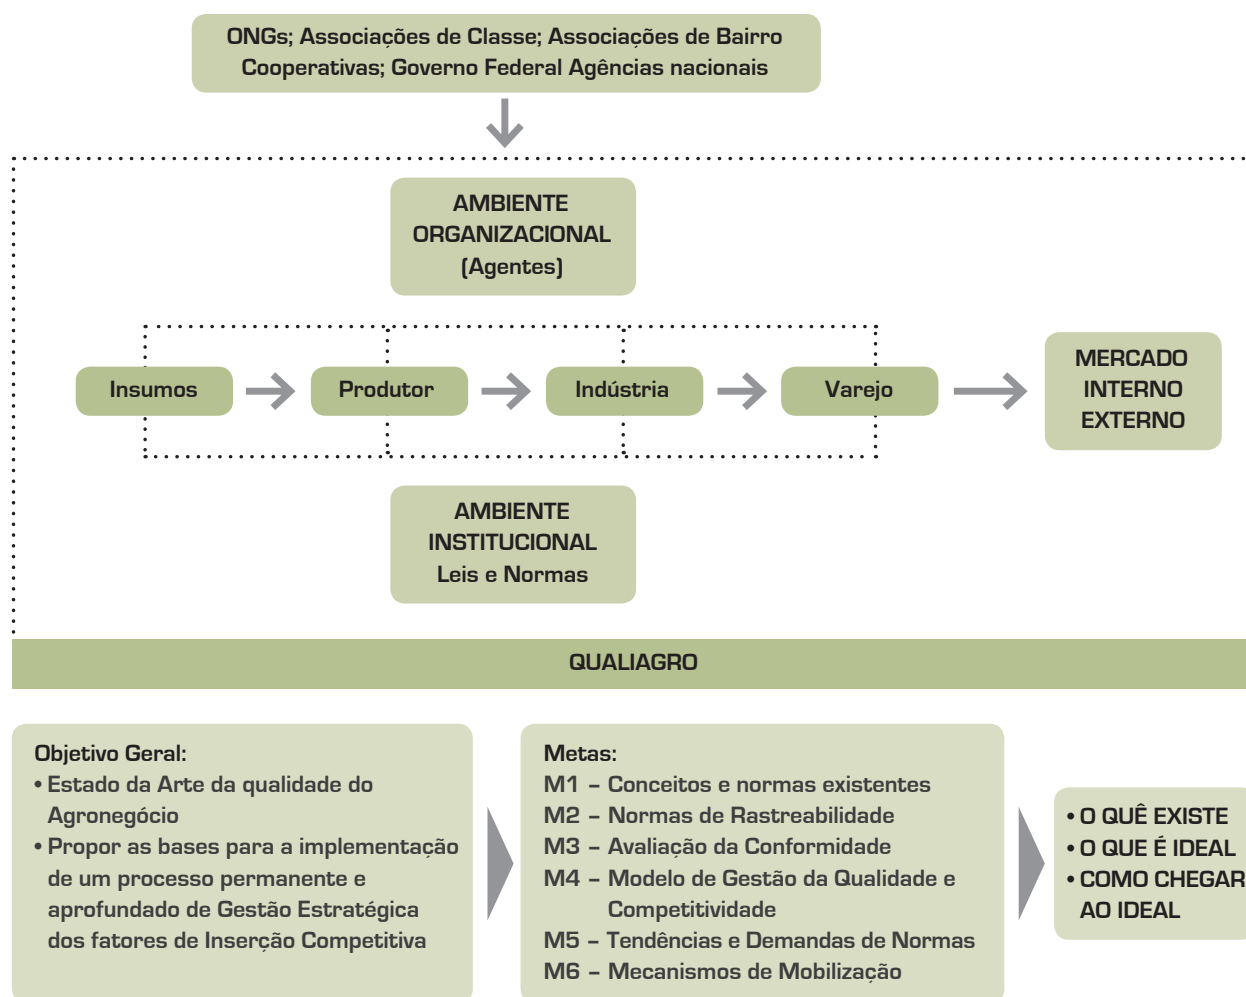 ONGs; Associações de Classe; Associações de Bairro
Cooperativas; Governo Federal Agências nacionais
AMBIENTE
ORGANIZACIONAL
(Agentes)
Insumos
Produtor
Indústria
Varejo
MERCADO
INTERNO
EXTERNO
AMBIENTE
INSTITUCIONAL
Leis e Normas
QUALIAGRO
Objetivo Geral:
• Estado da Arte da qualidade do
Agronegócio
• Propor as bases para a implementação
de um processo permanente e
aprofundado de Gestão Estratégica
dos fatores de Inserção Competitiva
Metas:
M1 – Conceitos e normas existentes
M2 – Normas de Rastreabilidade
M3 – Avaliação da Conformidade
M4 – Modelo de Gestão da Qualidade e
Competitividade
M5 – Tendências e Demandas de Normas
M6 – Mecanismos de Mobilização
• O QUÊ EXISTE
• O QUE É IDEAL
• COMO CHEGAR
AO IDEAL